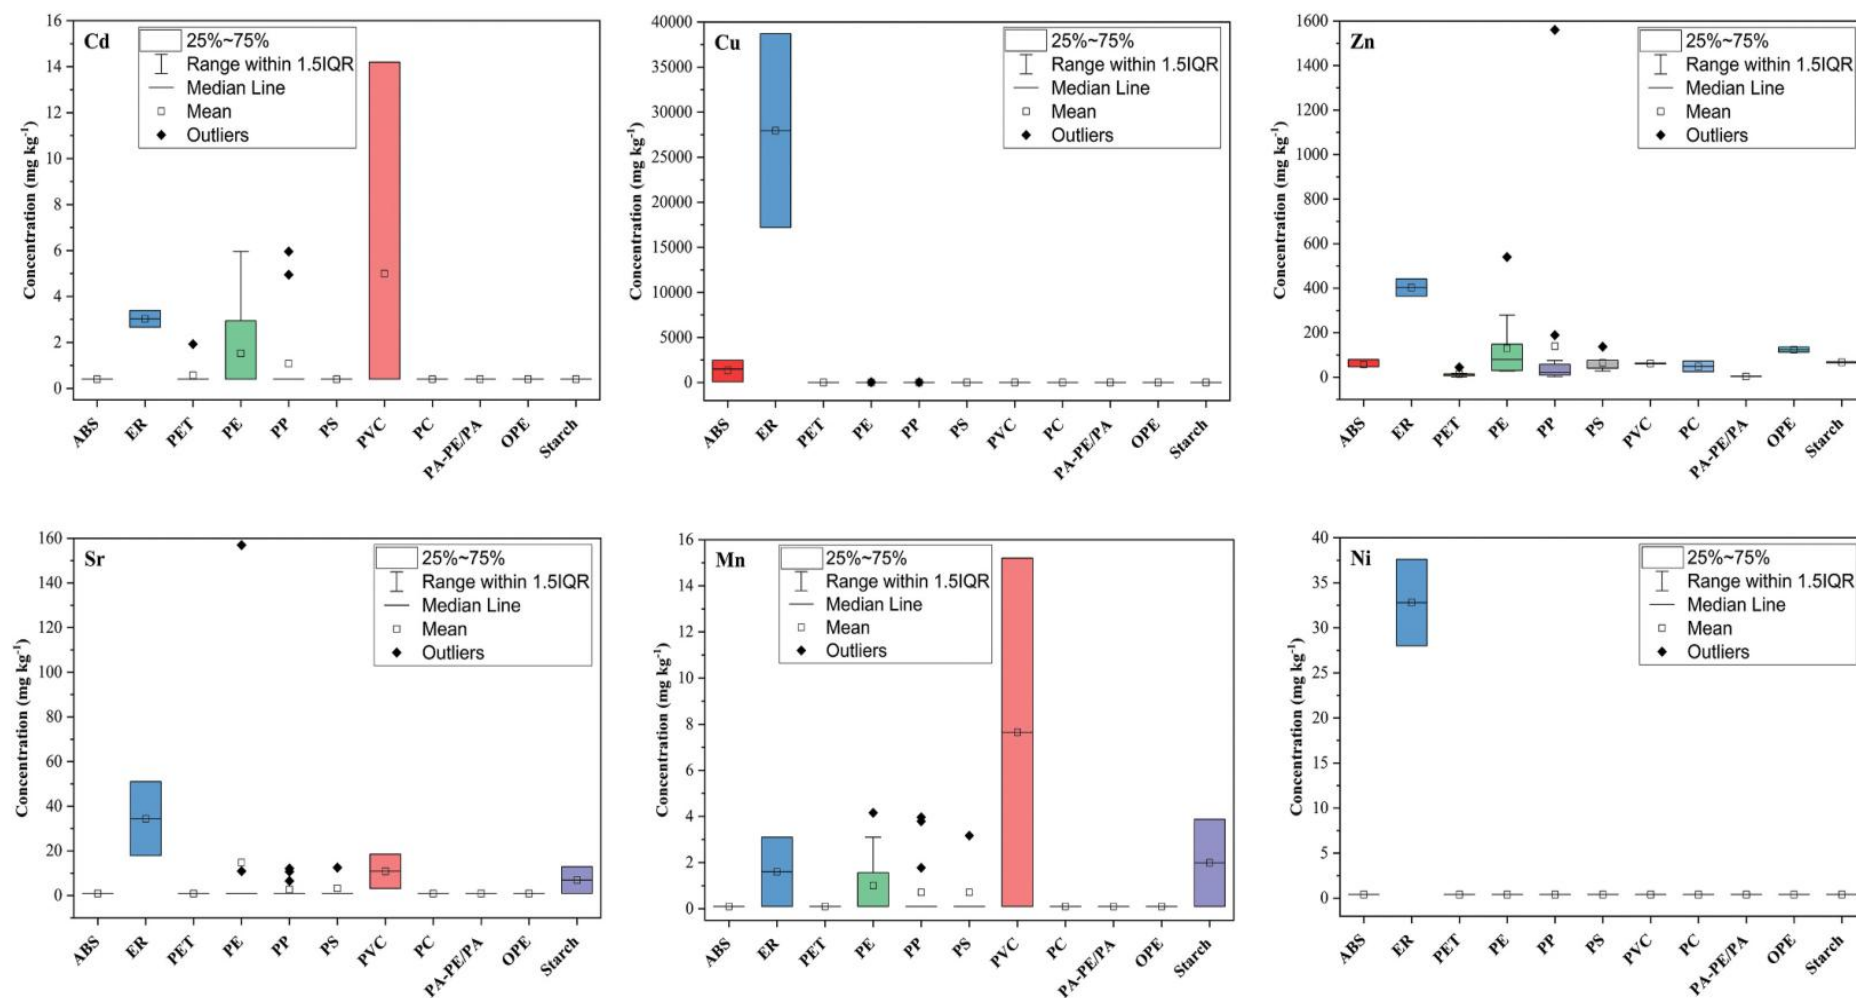 Cd
25%~75%
Range within 1.5IQR
Median Line
Mean
Outliers
Concentration (mg kg-1)
16
14
12
10
8
6
4
2
0
ABS
ER
PET
PE
PP
PS
PVC
PC
PA-PE/PA
OPE
Starch
Cu
25%~75%
Range within 1.5IQR
Median Line
Mean
Outliers
Concentration (mg kg-1)
40000
35000
30000
25000
20000
15000
10000
5000
0
ABS
ER
PET
PE
PP
PS
PVC
PC
PA-PE/PA
OPE
Starch
Zn
25%~75%
Range within 1.5IQR
Median Line
Mean
Outliers
Concentration (mg kg-1)
1600
1400
1200
1000
800
600
400
200
0
ABS
ER
PET
PE
PP
PS
PVC
PC
PA-PE/PA
OPE
Starch
Sr
25%~75%
Range within 1.5IQR
Median Line
Mean
Outliers
Concentration (mg kg-1)
160
140
120
100
80
60
40
20
0
ABS
ER
PET
PE
PP
PS
PVC
PC
PA-PE/PA
OPE
Starch
Mn
25%~75%
Range within 1.5IQR
Median Line
Mean
Outliers
Concentration (mg kg-1)
16
14
12
10
8
6
4
2
0
ABS
ER
PET
PE
PP
PS
PVC
PC
PA-PE/PA
OPE
Starch
Ni
25%~75%
Range within 1.5IQR
Median Line
Mean
Outliers
Concentration (mg kg-1)
40
35
30
25
20
15
10
5
0
ABS
ER
PET
PE
PP
PS
PVC
PC
PA-PE/PA
OPE
Starch